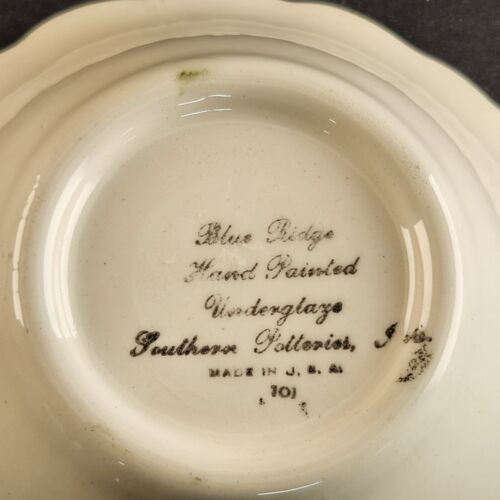 Blue Ridge
Hand Painted
Underglaze
Southern Potteries, Inc.
MADE IN U. S. A.
101